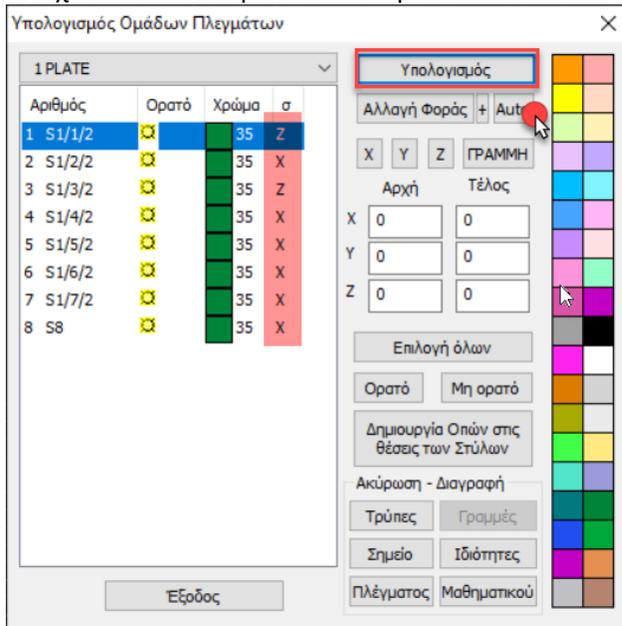 Υπολογισμός Ομάδων Πλεγμάτων
1 PLATE
Αριθμός Ορατό Χρώμα σ
1 S1/1/2 35 Z
2 S1/2/2 35 X
3 S1/3/2 35 Z
4 S1/4/2 35 X
5 S1/5/2 35 X
6 S1/6/2 35 X
7 S1/7/2 35 X
8 S8 35 X
Έξοδος
Υπολογισμός
Αλλαγή Φοράς + Auto
X Y Z ΓΡΑΜΜΗ
Αρχή Τέλος
X 0 0
Y 0 0
Z 0 0
Επιλογή όλων
Ορατό Μη ορατό
Δημιουργία Οπών στις
θέσεις των Στύλων
Ακύρωση - Διαγραφή
Τρύπες Γραμμές
Σημείο Ιδιότητες
Πλέγματος Μαθηματικού